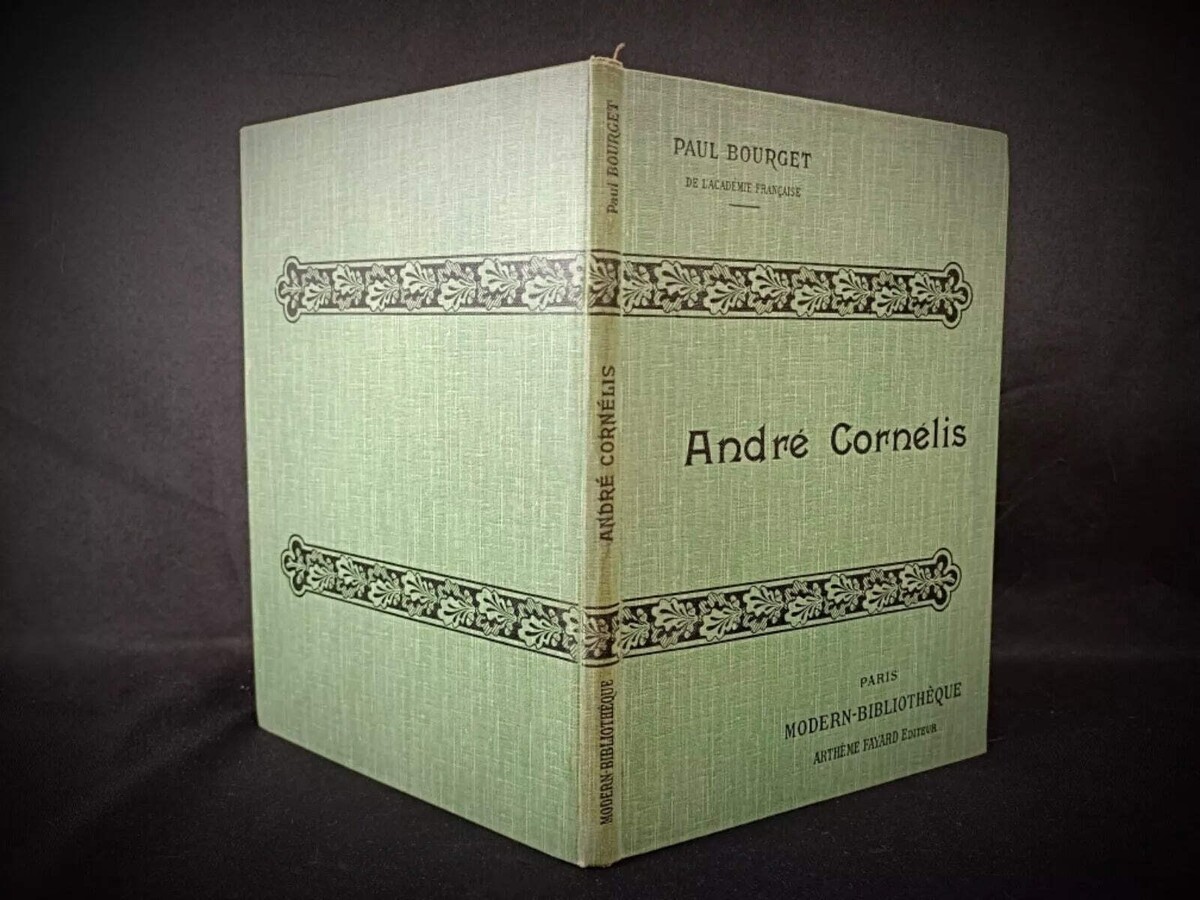 PAUL BOURGET
DE L'ACADÉMIE FRANÇAISE
André Cornélis
PARIS
MODERN-BIBLIOTHÈQUE
ARTHÈME FAYARD EDITEUR
Paul BOURGET
ANDRÉ CORNÉLIS
MODERN-BIBLIOTHÈQUE